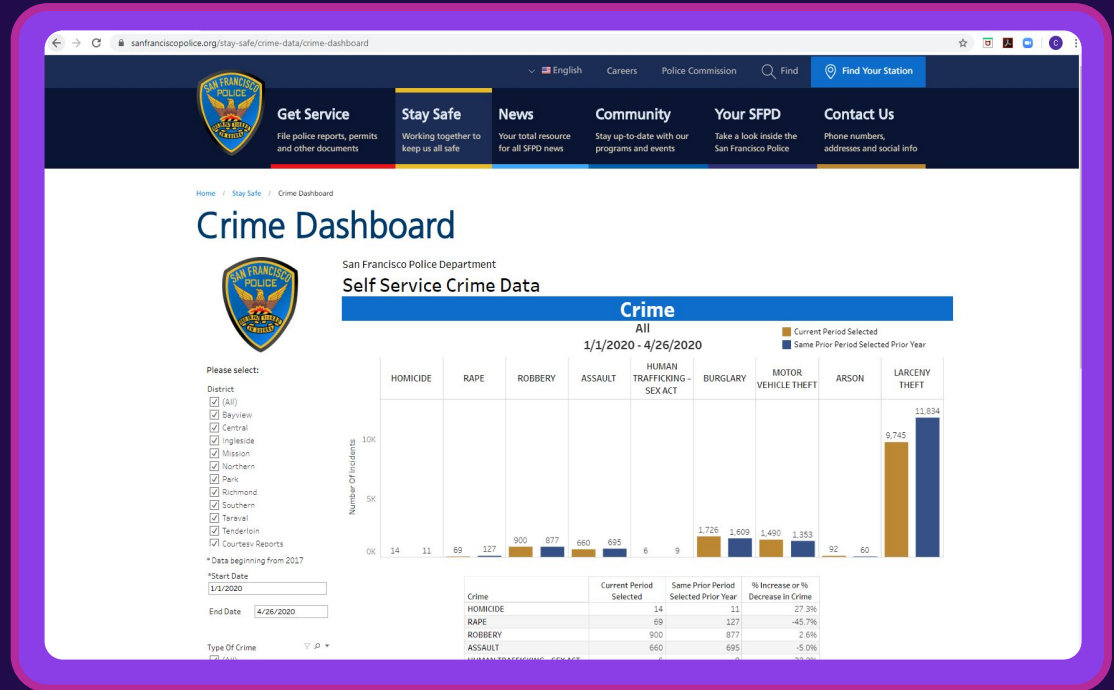 sanfranciscopolice.org/stay-safe/crime-data/crime-dashboard
C
English Careers Police Commission Find Find Your Station
SAN FRANCISCO
POLICE
Get Service Stay Safe News Community Your SFPD Contact Us
File police reports, permits Working together to Your total resource Stay up-to-date with our Take a look inside the Phone numbers,
and other documents keep us all safe for all SFPD news programs and events San Francisco Police addresses and social info
Home / Stay Safe / Crime Dashboard
Crime Dashboard
SAN FRANCISCO
POLICE
San Francisco Police Department
Self Service Crime Data
Crime
All
1/1/2020 - 4/26/2020
Current Period Selected
Same Prior Period Selected Prior Year
HOMICIDE RAPE ROBBERY ASSAULT HUMAN TRAFFICKING – SEX ACT BURGLARY MOTOR VEHICLE THEFT ARSON LARCENY THEFT
Number Of Incidents
10K
5K
0K
14 11 69 127 900 877 660 695 6 9 1,726 1,609 1,490 1,353 92 60 9,745 11,834
Please select:
District
(All)
Bayview
Central
Ingleside
Mission
Northern
Park
Richmond
Southern
Taraval
Tenderloin
Courtesy Reports
* Data beginning from 2017
*Start Date
1/1/2020
End Date 4/26/2020
Type Of Crime
Crime Current Period Selected Same Prior Period Selected Prior Year % Increase or % Decrease in Crime
HOMICIDE 14 11 27.3%
RAPE 69 127 -45.7%
ROBBERY 900 877 2.6%
ASSAULT 660 695 -5.0%